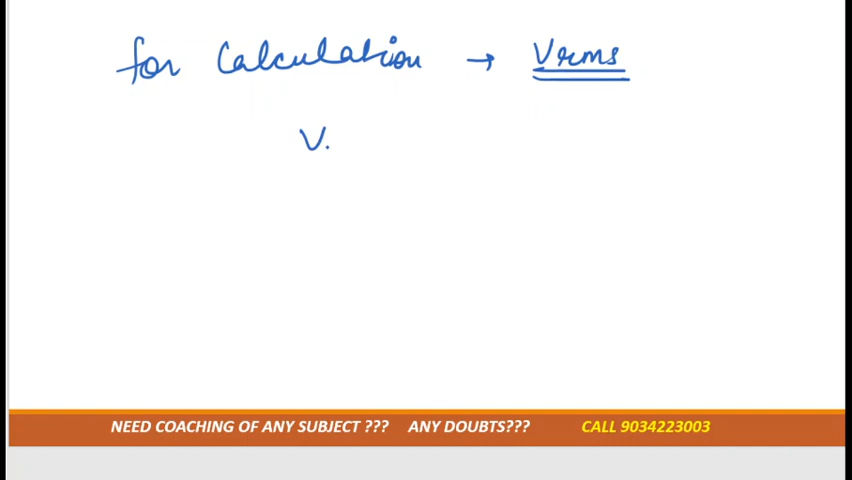 for Calculation → Vrms
V.
NEED COACHING OF ANY SUBJECT ??? ANY DOUBTS??? CALL 9034223003